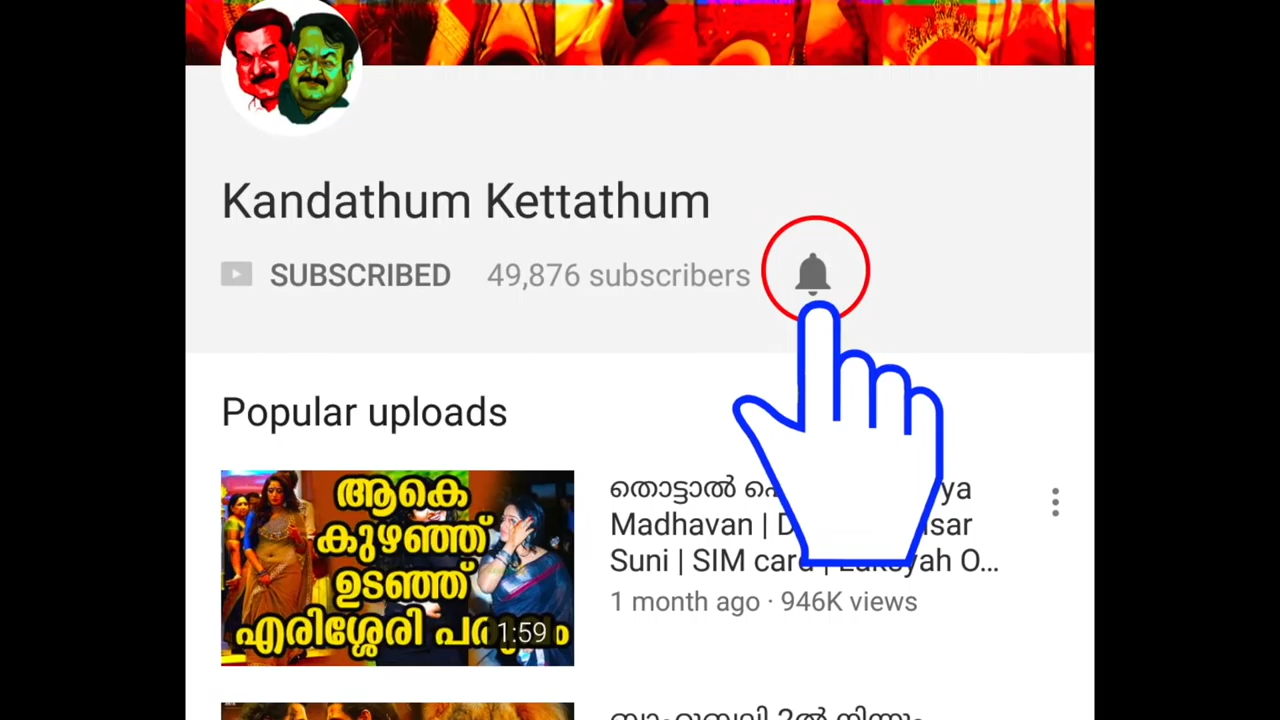 Kandathum Kettathum
SUBSCRIBED 49,876 subscribers
Popular uploads
ആകെ
കുഴഞ്ഞ്
ഉടഞ്ഞ്
എരിശ്ശേരി
1:59
തൊട്ടാൽ
Madhavan |
Suni | SIM card |
1 month ago · 946K views